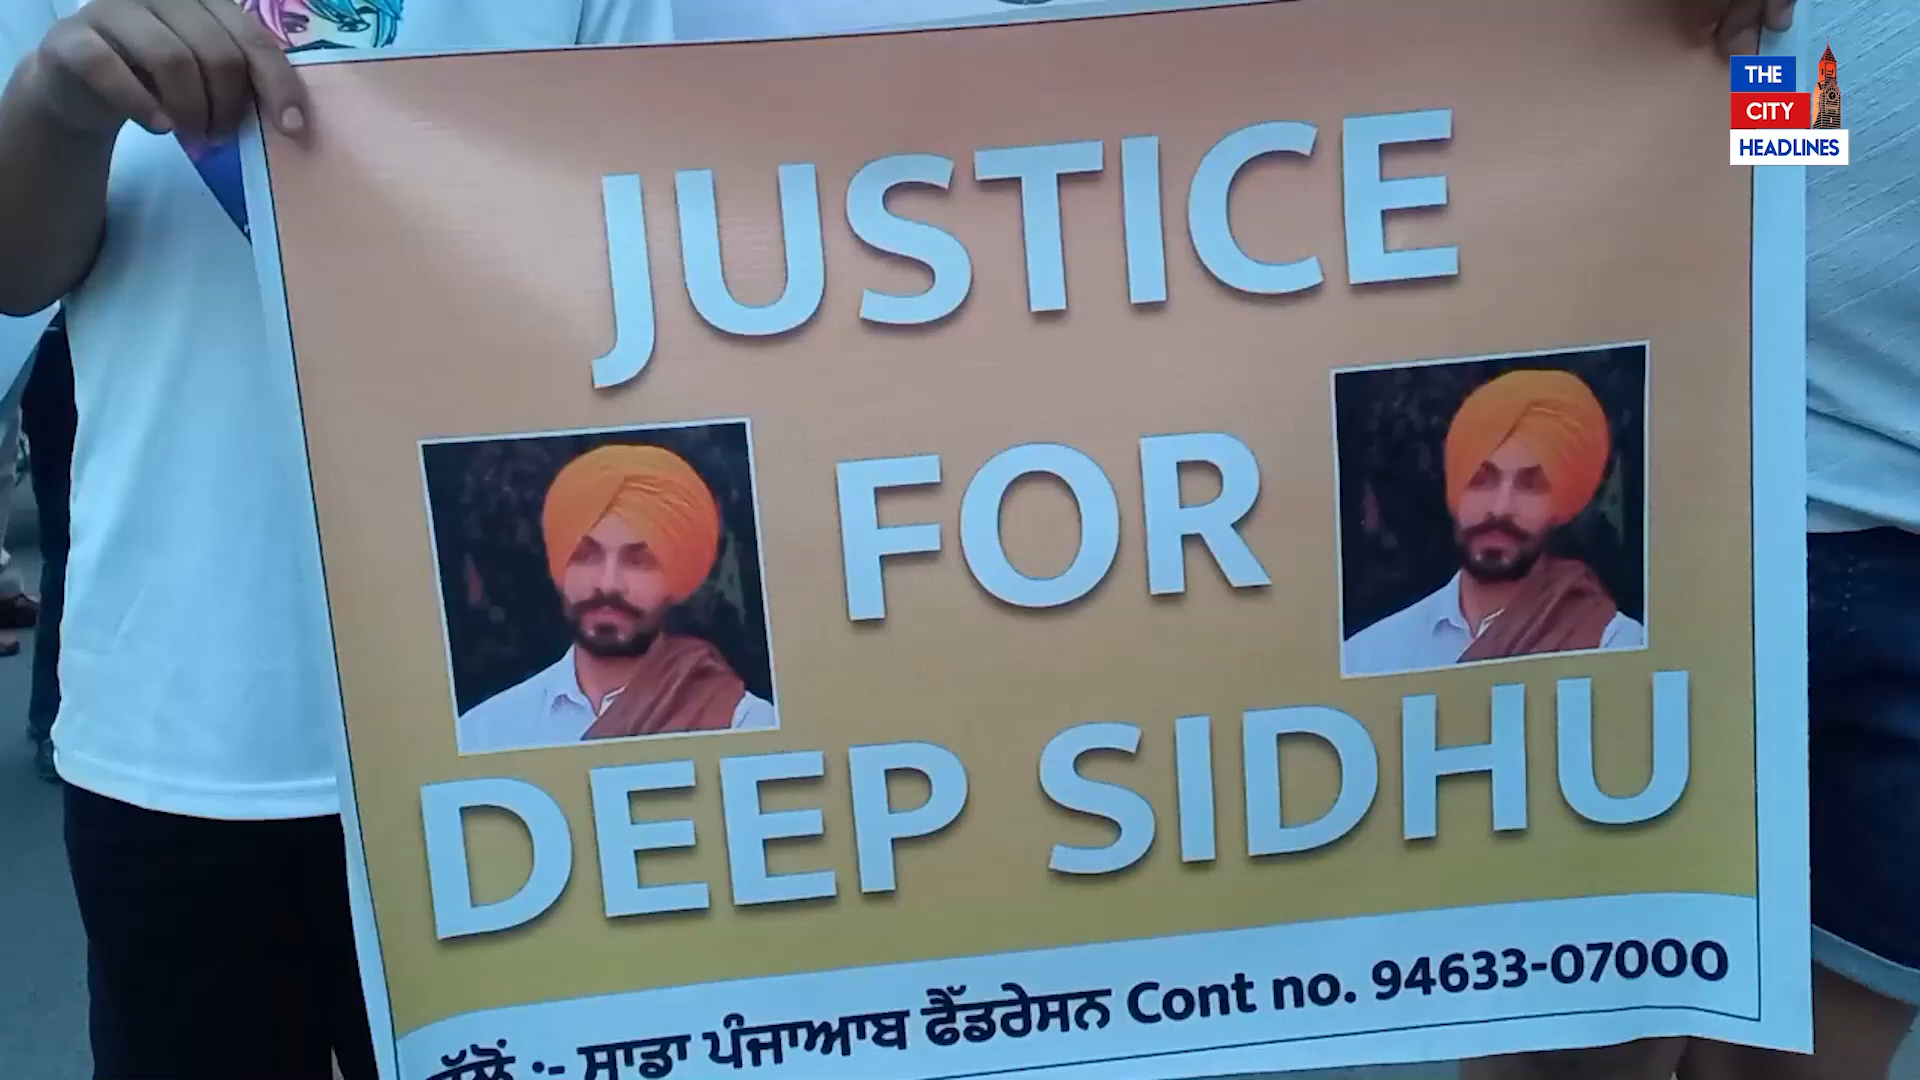 THE
CITY
HEADLINES
JUSTICE
FOR
DEEP SIDHU
:- ਸਾਡਾ ਪੰਜਾਆਬ ਫੈੱਡਰੇਸਨ Cont no. 94633-07000